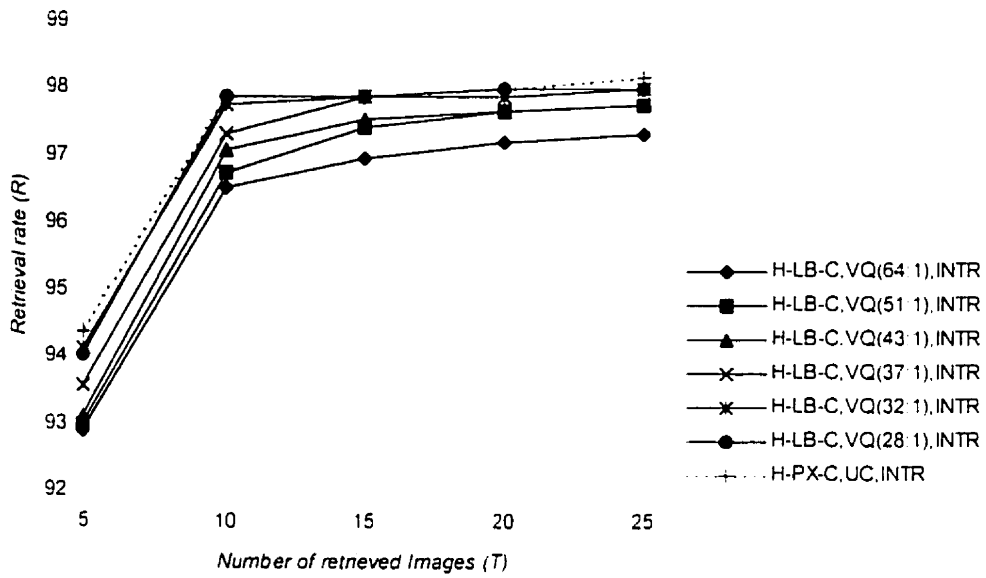 99
98
97
96
95
94
93
92
Retrieval rate (R)
5 10 15 20 25
Number of retrieved Images (T)
H-LB-C,VQ(64:1),INTR
H-LB-C,VQ(51:1),INTR
H-LB-C,VQ(43:1),INTR
H-LB-C,VQ(37:1),INTR
H-LB-C,VQ(32:1),INTR
H-LB-C,VQ(28:1),INTR
H-PX-C,UC,INTR